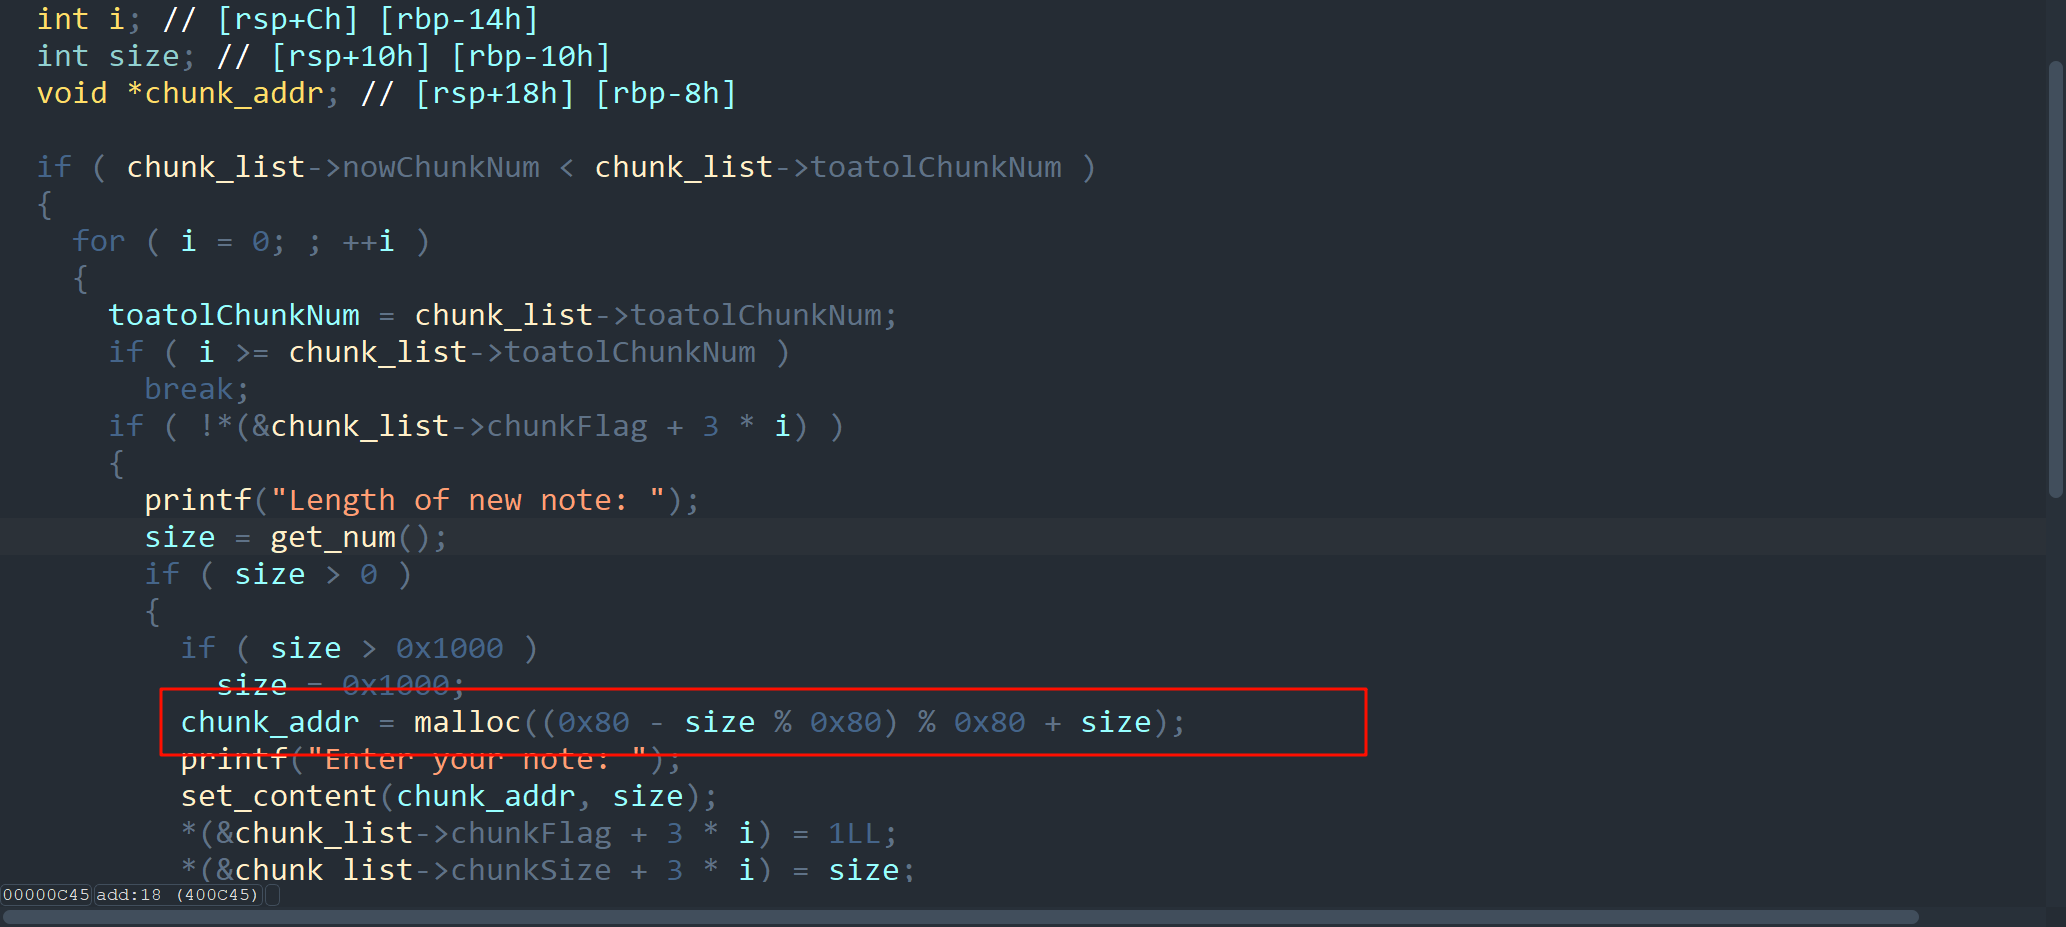 int i; // [rsp+Ch] [rbp-14h]
int size; // [rsp+10h] [rbp-10h]
void *chunk_addr; // [rsp+18h] [rbp-8h]
if ( chunk_list->nowChunkNum < chunk_list->toatolChunkNum )
{
for ( i = 0; ; ++i )
{
toatolChunkNum = chunk_list->toatolChunkNum;
if ( i >= chunk_list->toatolChunkNum )
break;
if ( !*(&chunk_list->chunkFlag + 3 * i) )
{
printf("Length of new note: ");
size = get_num();
if ( size > 0 )
{
if ( size > 0x1000 )
size = 0x1000;
chunk_addr = malloc((0x80 - size % 0x80) % 0x80 + size);
printf("Enter your note: ");
set_content(chunk_addr, size);
*(&chunk_list->chunkFlag + 3 * i) = 1LL;
*(&chunk_list->chunkSize + 3 * i) = size;
00000C45 add:18 (400C45)